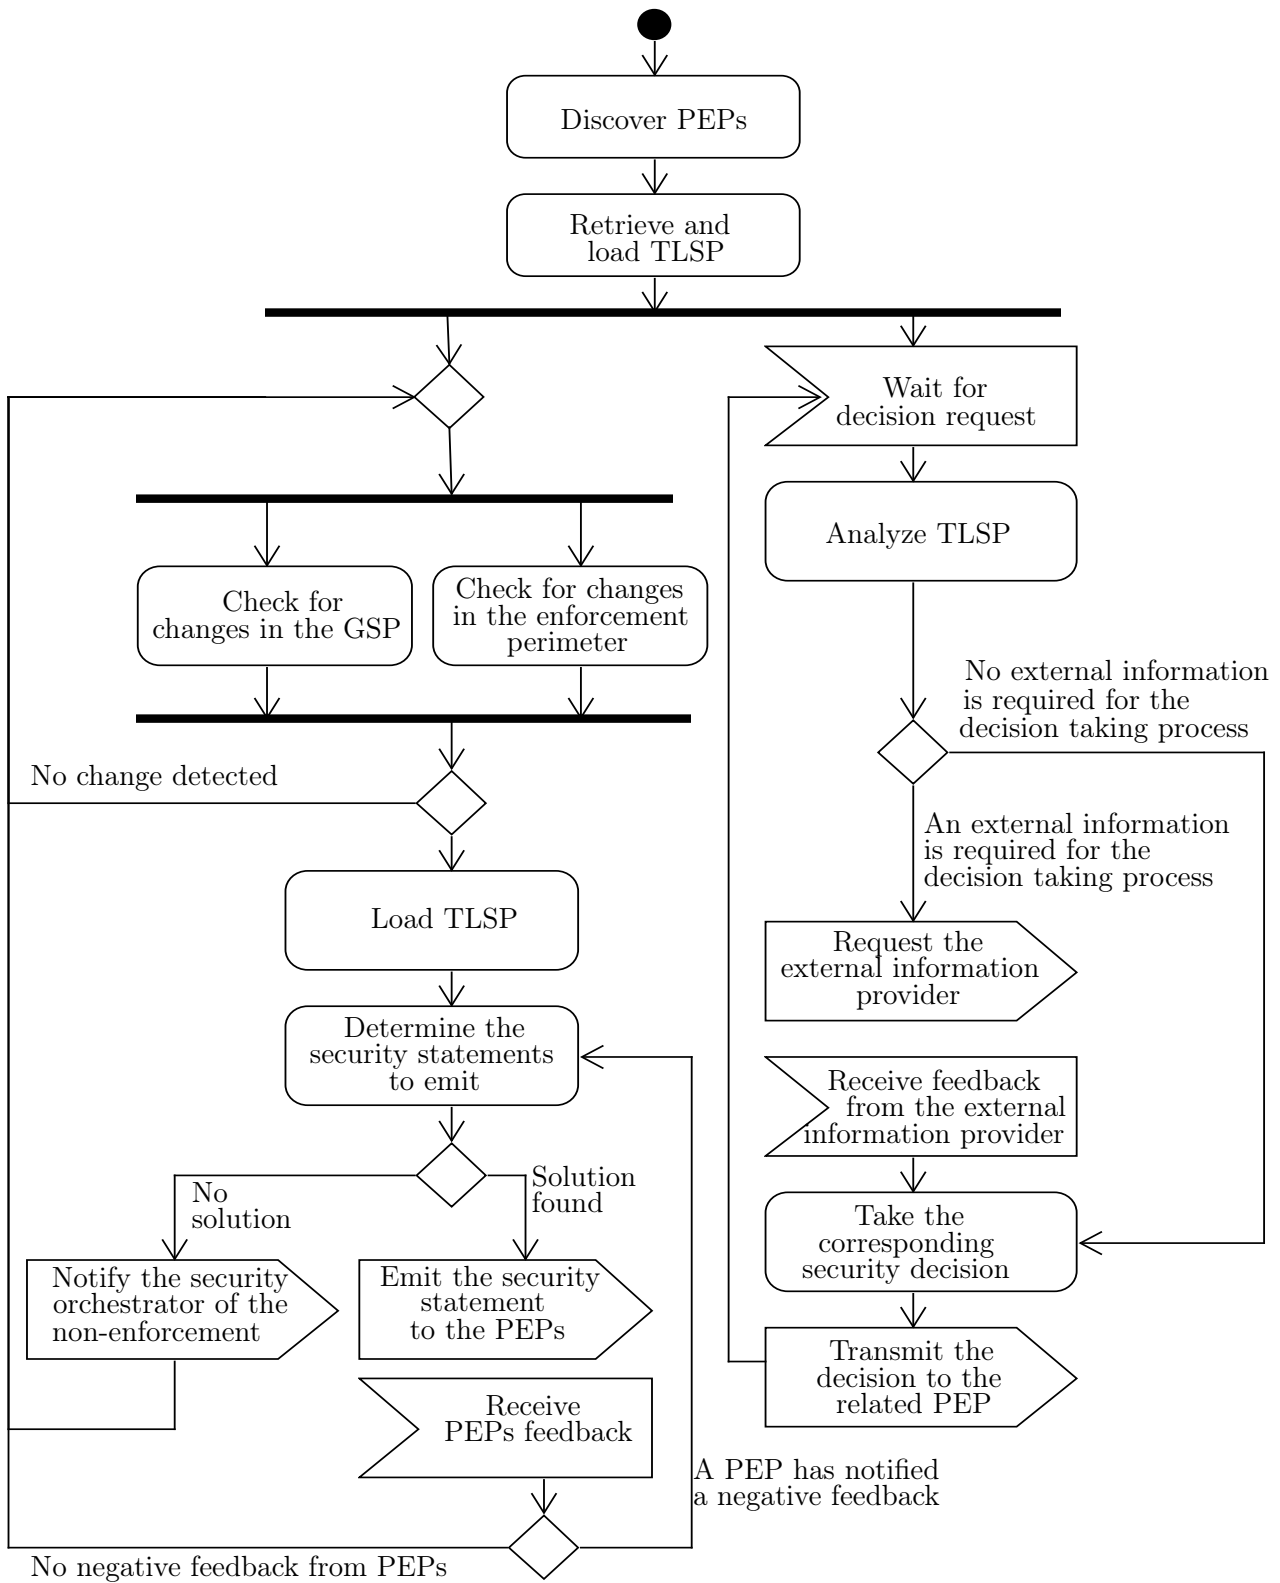 Discover PEPs
Retrieve and
load TLSP
Wait for
decision request
Analyze TLSP
Check for
changes in the GSP
Check for changes
in the enforcement
perimeter
No external information
is required for the
decision taking process
No change detected
An external information
is required for the
decision taking process
Load TLSP
Request the
external information
provider
Determine the
security statements
to emit
Receive feedback
from the external
information provider
No
solution
Solution
found
Take the
corresponding
security decision
Notify the security
orchestrator of the
non-enforcement
Emit the security
statement
to the PEPs
Transmit the
decision to the
related PEP
Receive
PEPs feedback
A PEP has notified
a negative feedback
No negative feedback from PEPs